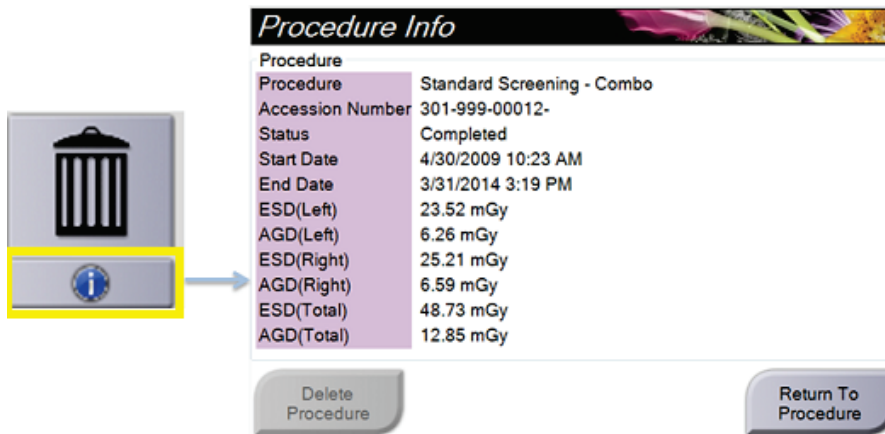 Procedure Info
Procedure
Procedure Standard Screening - Combo
Accession Number 301-999-00012-
Status Completed
Start Date 4/30/2009 10:23 AM
End Date 3/31/2014 3:19 PM
ESD(Left) 23.52 mGy
AGD(Left) 6.26 mGy
ESD(Right) 25.21 mGy
AGD(Right) 6.59 mGy
ESD(Total) 48.73 mGy
AGD(Total) 12.85 mGy
Delete
Procedure
Return To
Procedure